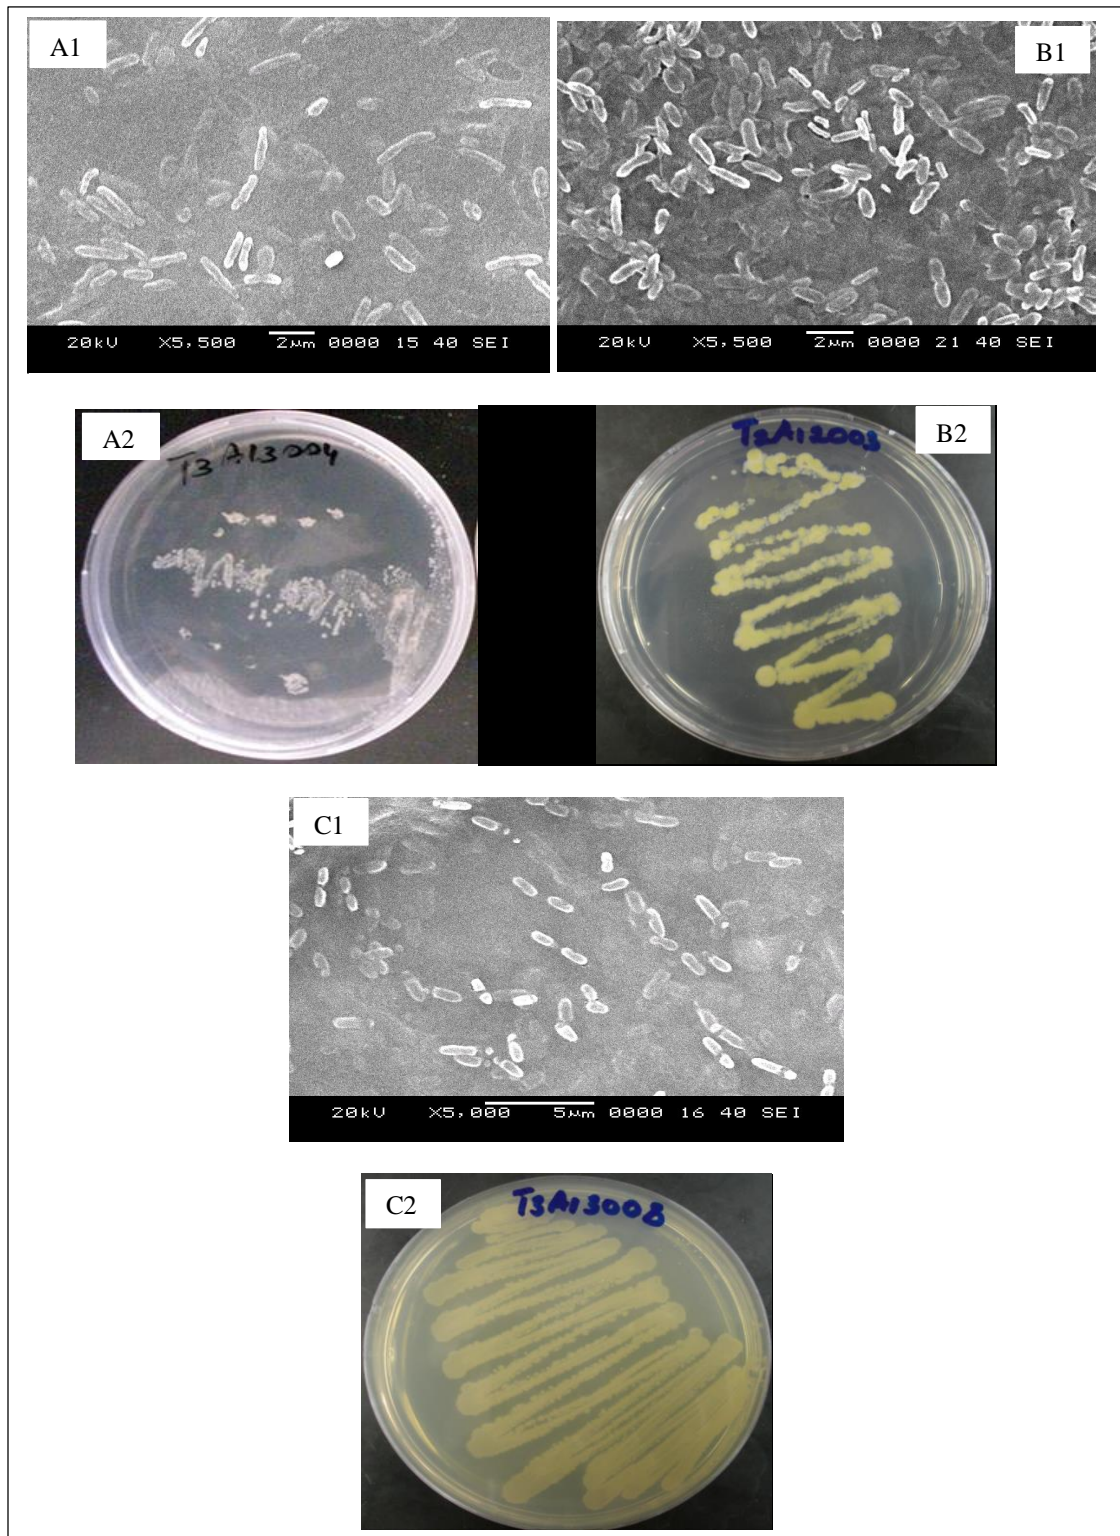 A1
B1
20kV X5,500 2µm 0000 15 40 SEI
20kV X5,500 2µm 0000 21 40 SEI
A2
T3A13004
B2
T2A12003
C1
20kV X5,000 5µm 0000 16 40 SEI
C2
T3A13008